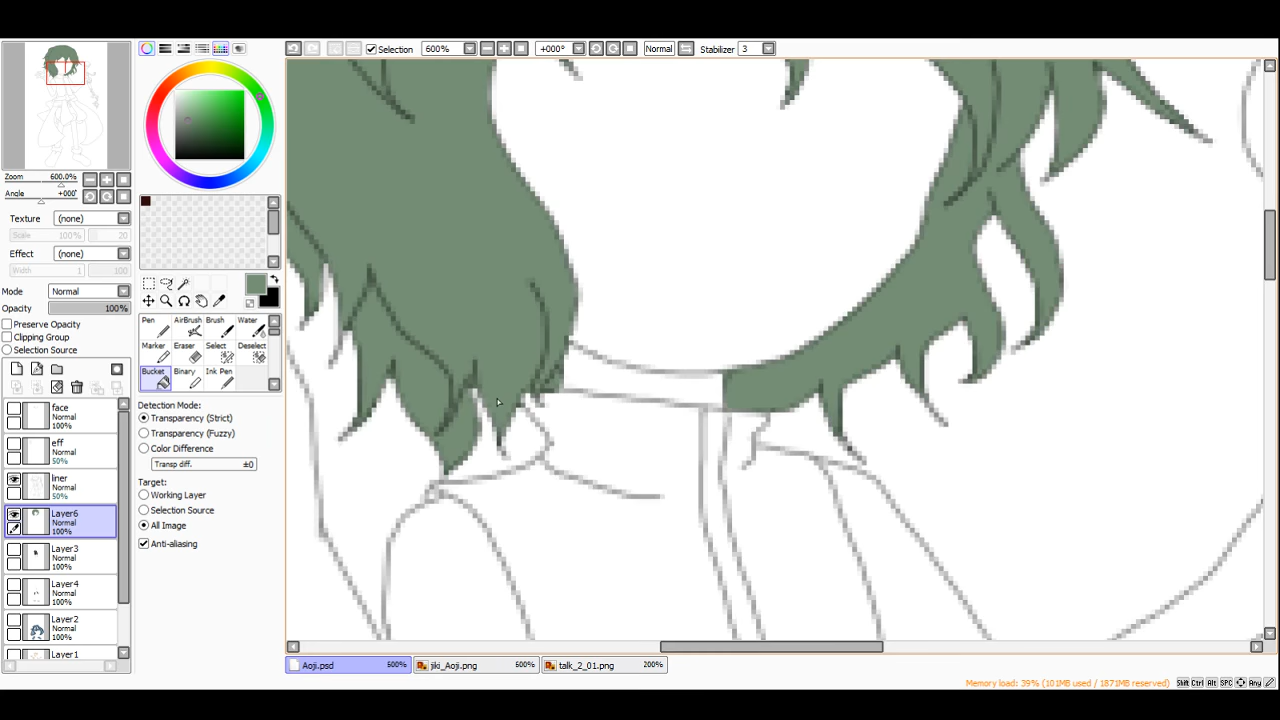 Selection 600% +000° Normal Stabilizer 3
Zoom 600.0%
Angle +000°
Texture (none)
Scale 100% 20
Effect (none)
Width 1 100
Mode Normal
Opacity 100%
Preserve Opacity
Clipping Group
Selection Source
face
Normal
100%
eff
Normal
50%
liner
Normal
50%
Layer6
Normal
100%
Layer3
Normal
100%
Layer4
Normal
100%
Layer2
Normal
100%
Layer1
Pen AirBrush Brush Water
Marker Eraser Select Deselect
Bucket Binary Ink Pen
Detection Mode:
Transparency (Strict)
Transparency (Fuzzy)
Color Difference
Transp diff. ±0
Target:
Working Layer
Selection Source
All Image
Anti-aliasing
Aoji.psd 500% jiki_Aoji.png 500% talk_2_01.png 200%
Memory load: 39% (101MB used / 1871MB reserved) Shift Ctrl Alt SPC Any